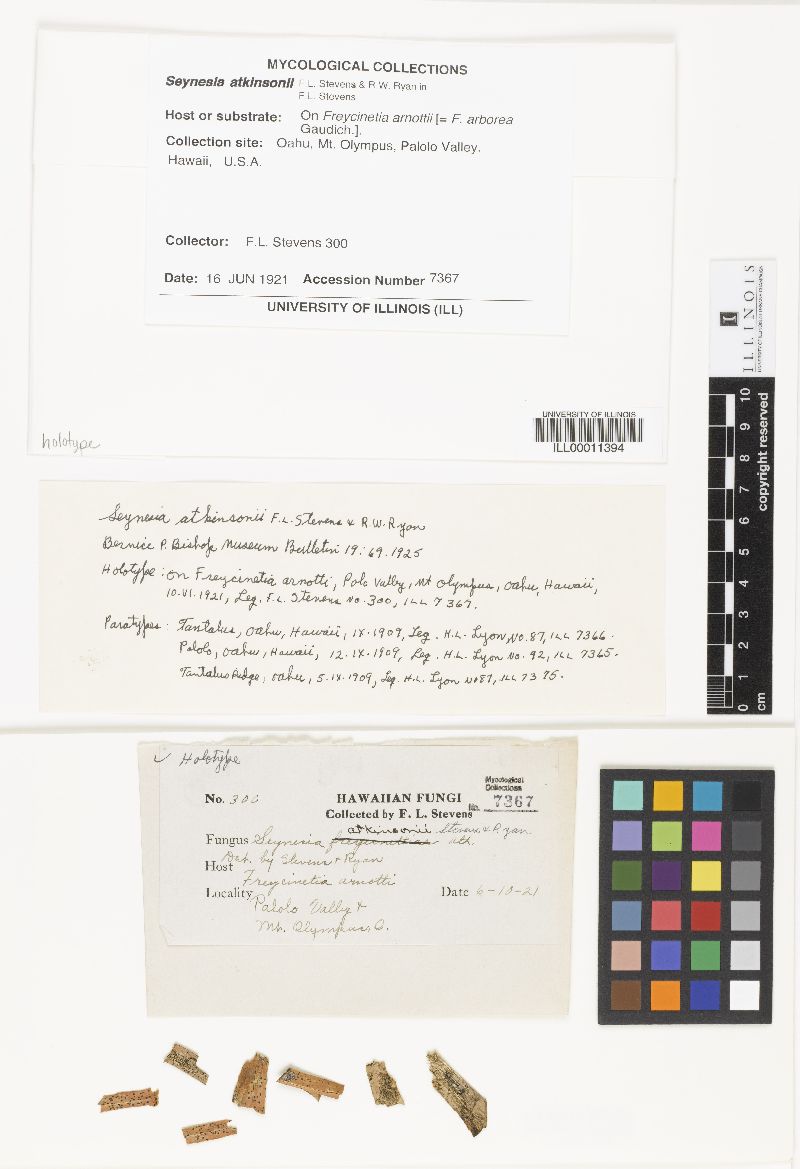 MYCOLOGICAL COLLECTIONS
Seynesia atkinsonii F.L. Stevens & R.W. Ryan in
F.L. Stevens
Host or substrate: On Freycinetia arnottii [= F. arborea
Gaudich.].
Collection site: Oahu, Mt. Olympus, Palolo Valley.
Hawaii, U.S.A.
Collector: F.L. Stevens 300
Date: 16 JUN 1921 Accession Number 7367
UNIVERSITY OF ILLINOIS (ILL)
holotype
UNIVERSITY OF ILLINOIS
ILL00011394
ILLINOIS
0 1 2 3 4 5 6 7 8 9 10
cm
copyright reserved
Seynesia atkinsonii F.L. Stevens & R.W. Ryan
Bernice P. Bishop Museum Bulletin 19:69.1925
Holotype: on Freycinetia arnotti, Polo Valley, Mt Olympus, Oahu, Hawaii,
10.VI.1921, Leg. F.L. Stevens no. 300, ILL 7367.
Paratypes: Tantalus, Oahu, Hawaii, IX.1909, Leg. H.L. Lyon, No. 87, ILL 7366.
Palolo, Oahu, Hawaii, 12.IX.1909, Leg. H.L. Lyon No. 92, ILL 7365.
Tantalus Ridge, Oahu, 5.IX.1909, Leg. H.L. Lyon No 87, ILL 7375.
✓ Holotype
No. 300 HAWAIIAN FUNGI
Collected by F. L. Stevens
Mycological
Collections
No. 7367
atkinsonii Stevens & Ryan
Fungus Seynesia
Det. by Stevens & Ryan
Host Freycinetia arnotti
Locality Palolo Valley & Date 6-10-21
Mt. Olympus, O.